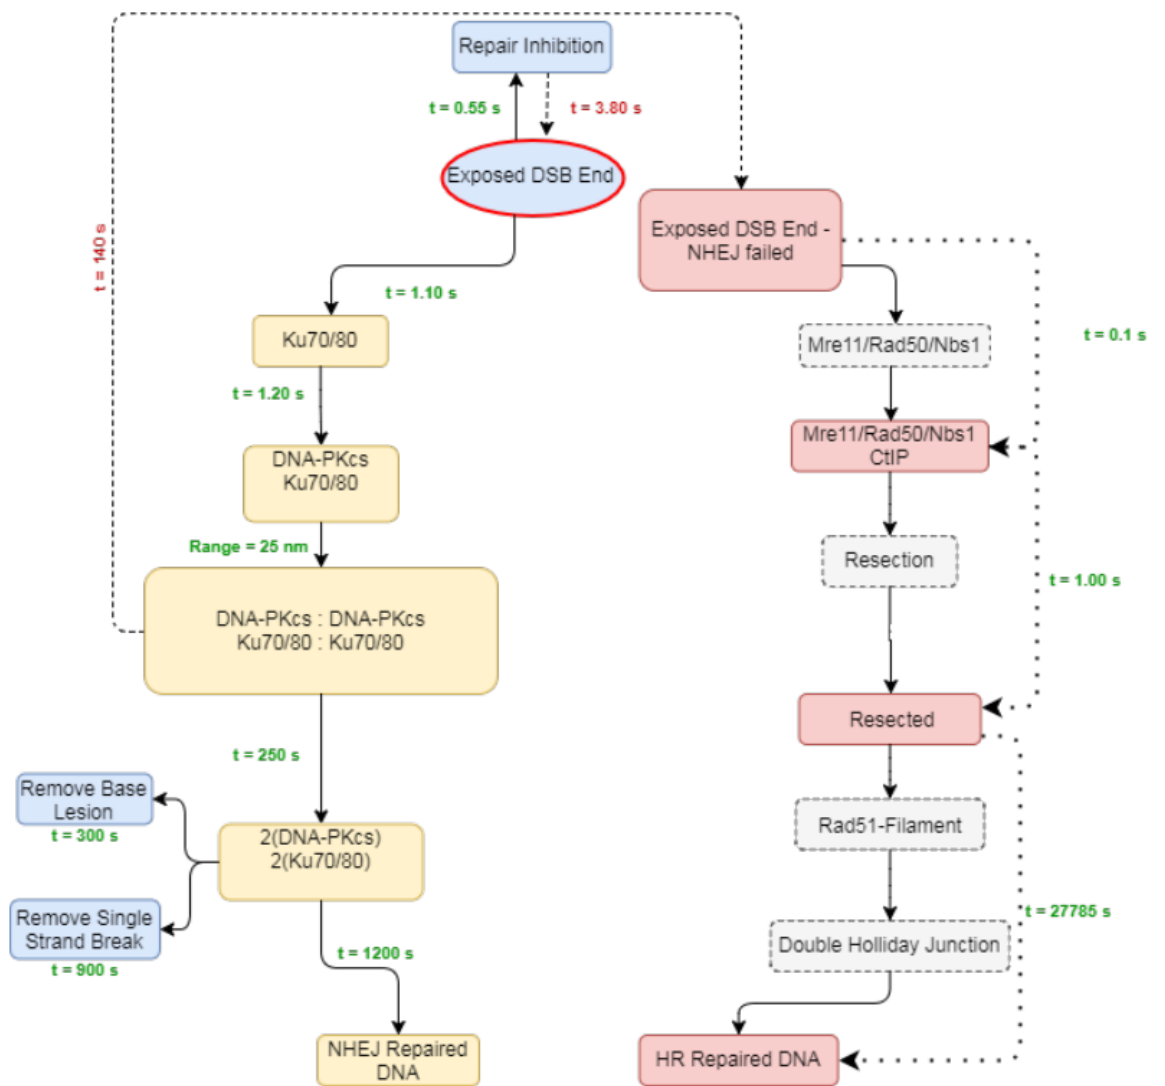 Repair Inhibition
t = 0.55 s
t = 3.80 s
Exposed DSB End
Exposed DSB End -
NHEJ failed
t = 140 s
t = 1.10 s
Ku70/80
t = 1.20 s
DNA-PKcs
Ku70/80
Range = 25 nm
DNA-PKcs : DNA-PKcs
Ku70/80 : Ku70/80
t = 250 s
Remove Base
Lesion
t = 300 s
2(DNA-PKcs)
2(Ku70/80)
Remove Single
Strand Break
t = 900 s
t = 1200 s
NHEJ Repaired
DNA
Mre11/Rad50/Nbs1
t = 0.1 s
Mre11/Rad50/Nbs1
CtIP
Resection
t = 1.00 s
Resected
Rad51-Filament
t = 27785 s
Double Holliday Junction
HR Repaired DNA